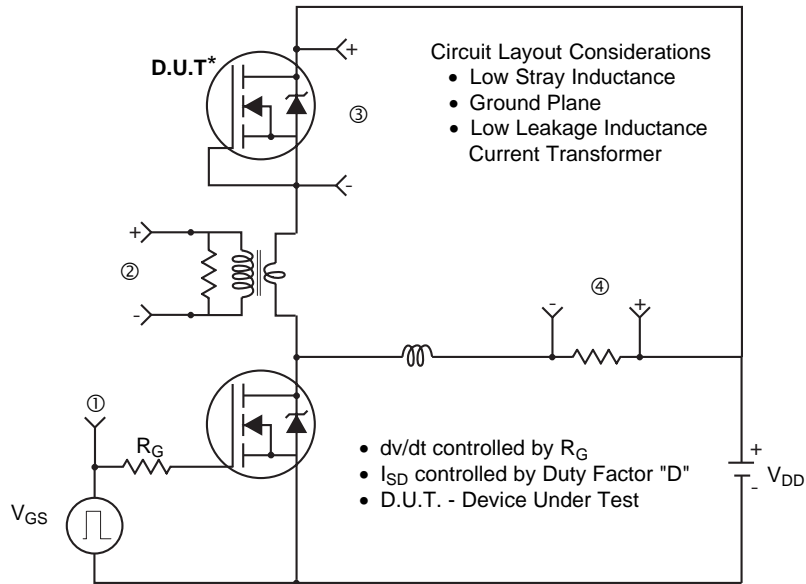 D.U.T*
+
Circuit Layout Considerations
• Low Stray Inductance
• Ground Plane
• Low Leakage Inductance
Current Transformer
③
-
+
②
-
④
-
+
①
RG
• dv/dt controlled by RG
• ISD controlled by Duty Factor "D"
• D.U.T. - Device Under Test
+
-
VDD
VGS